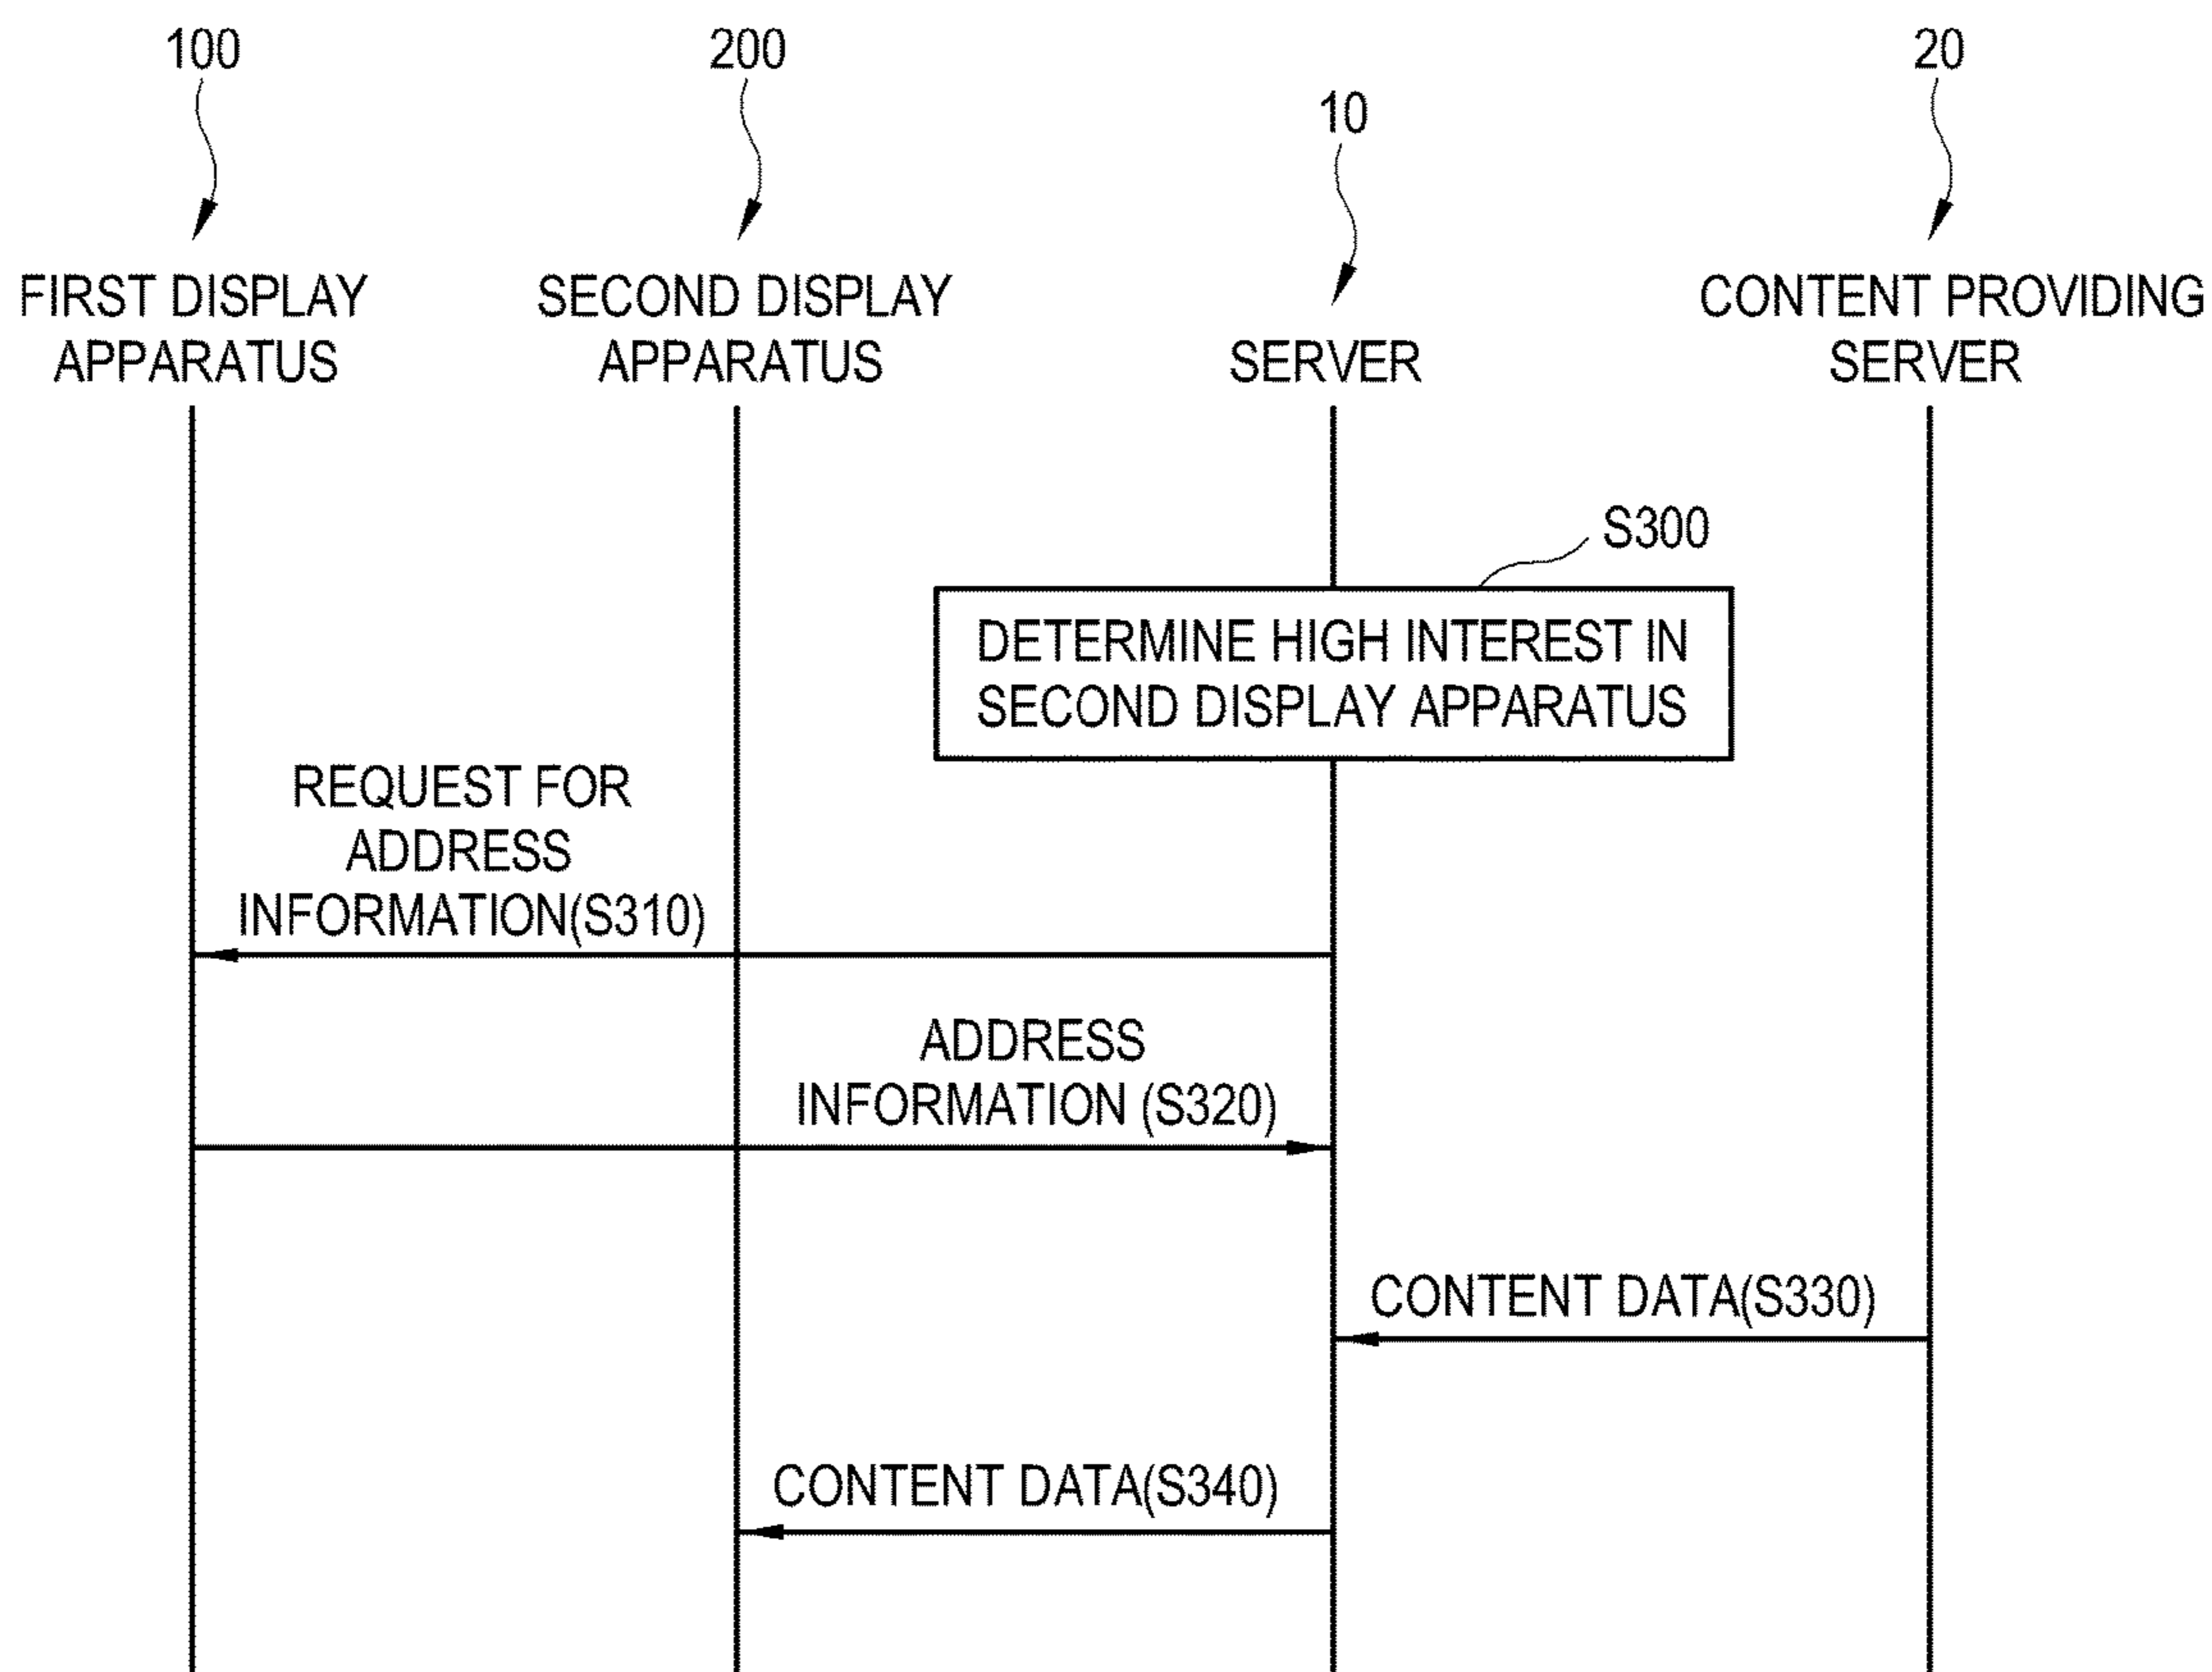 100
200
10
20
FIRST DISPLAY
APPARATUS
SECOND DISPLAY
APPARATUS
SERVER
CONTENT PROVIDING
SERVER
S300
DETERMINE HIGH INTEREST IN
SECOND DISPLAY APPARATUS
REQUEST FOR
ADDRESS
INFORMATION(S310)
ADDRESS
INFORMATION (S320)
CONTENT DATA(S330)
CONTENT DATA(S340)